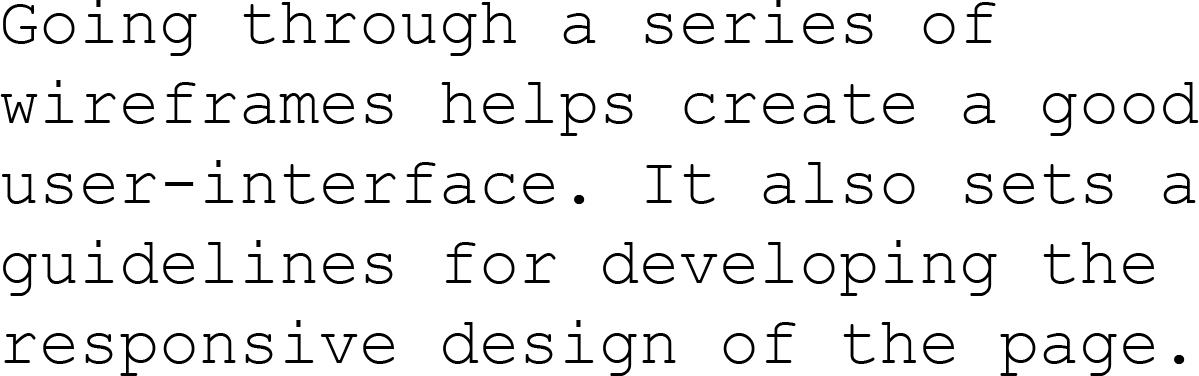 Going through a series of
wireframes helps create a good
user-interface. It also sets a
guidelines for developing the
responsive design of the page.